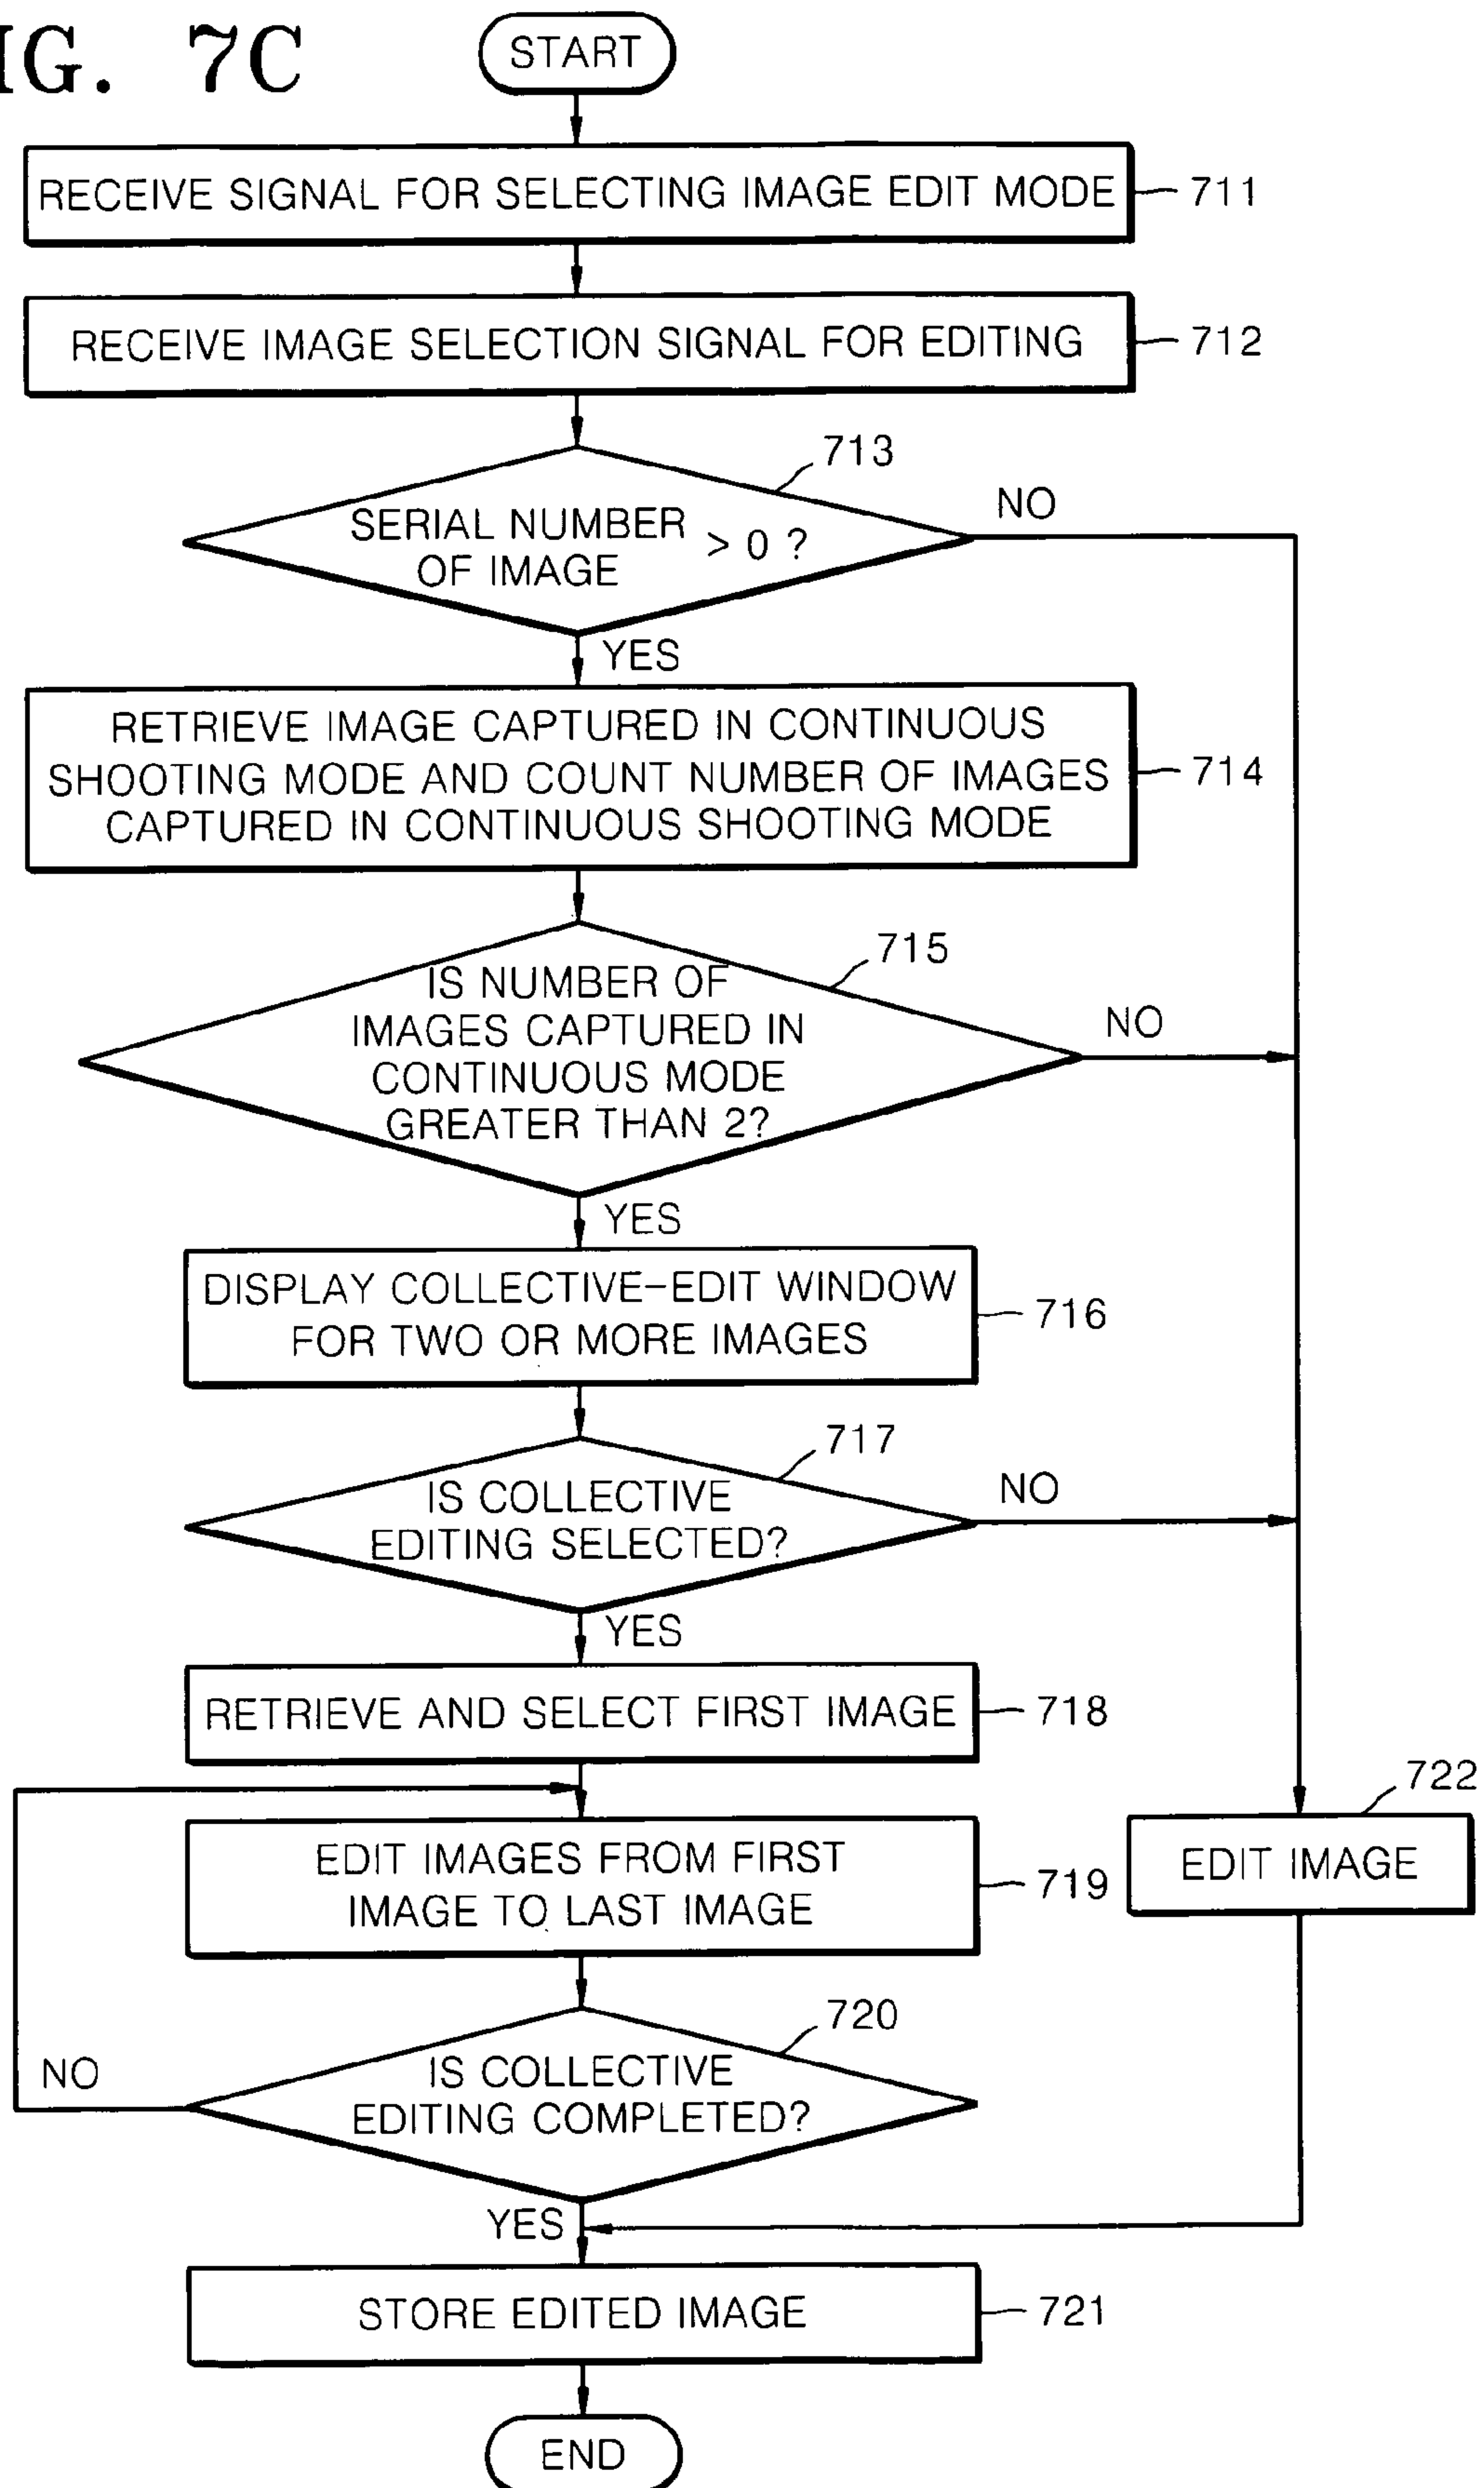 IG. 7C
START
RECEIVE SIGNAL FOR SELECTING IMAGE EDIT MODE
711
RECEIVE IMAGE SELECTION SIGNAL FOR EDITING
712
713
SERIAL NUMBER
OF IMAGE
> 0 ?
NO
YES
RETRIEVE IMAGE CAPTURED IN CONTINUOUS
SHOOTING MODE AND COUNT NUMBER OF IMAGES
CAPTURED IN CONTINUOUS SHOOTING MODE
714
715
IS NUMBER OF
IMAGES CAPTURED IN
CONTINUOUS MODE
GREATER THAN 2?
NO
YES
DISPLAY COLLECTIVE-EDIT WINDOW
FOR TWO OR MORE IMAGES
716
717
IS COLLECTIVE
EDITING SELECTED?
NO
YES
RETRIEVE AND SELECT FIRST IMAGE
718
EDIT IMAGES FROM FIRST
IMAGE TO LAST IMAGE
719
722
EDIT IMAGE
720
IS COLLECTIVE
EDITING COMPLETED?
NO
YES
STORE EDITED IMAGE
721
END